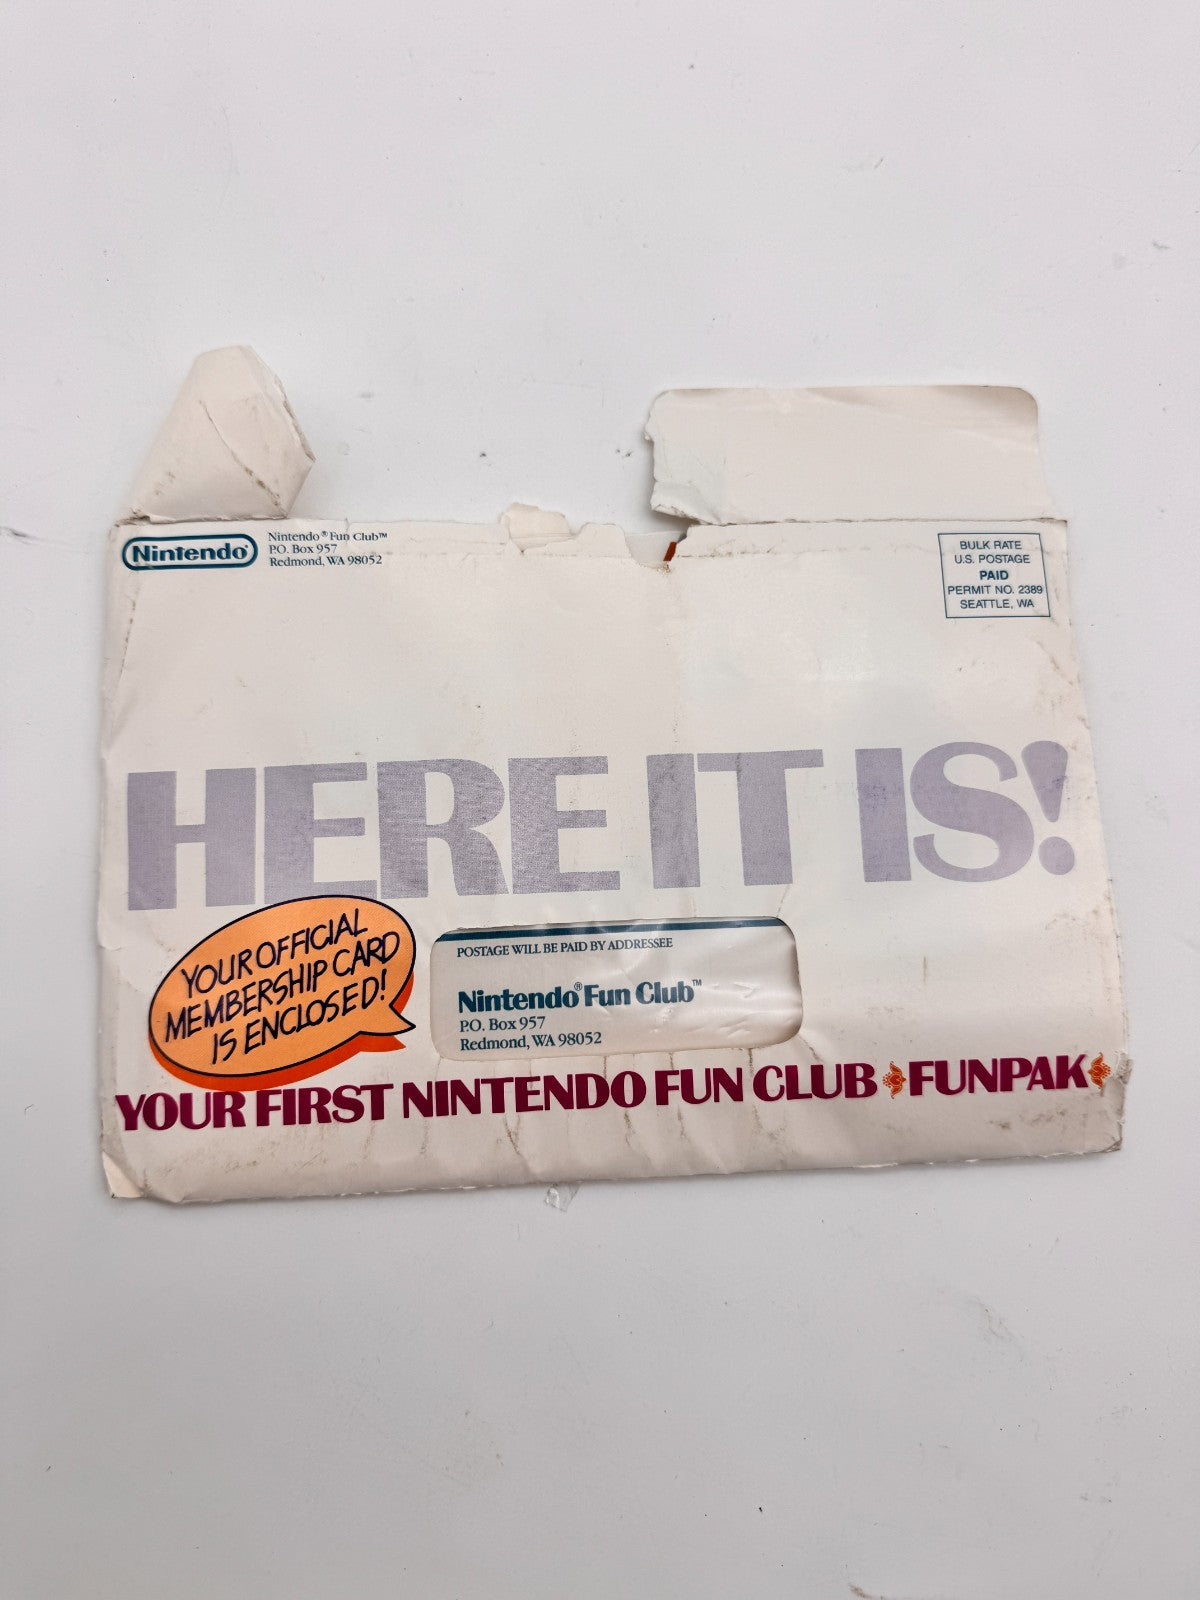 Nintendo®
Nintendo® Fun Club™
P.O. Box 957
Redmond, WA 98052
BULK RATE
U.S. POSTAGE
PAID
PERMIT NO. 2389
SEATTLE, WA
HERE IT IS!
YOUR OFFICIAL
MEMBERSHIP CARD
IS ENCLOSED!
POSTAGE WILL BE PAID BY ADDRESSEE
Nintendo® Fun Club™
P.O. Box 957
Redmond, WA 98052
YOUR FIRST NINTENDO FUN CLUB FUNPAK